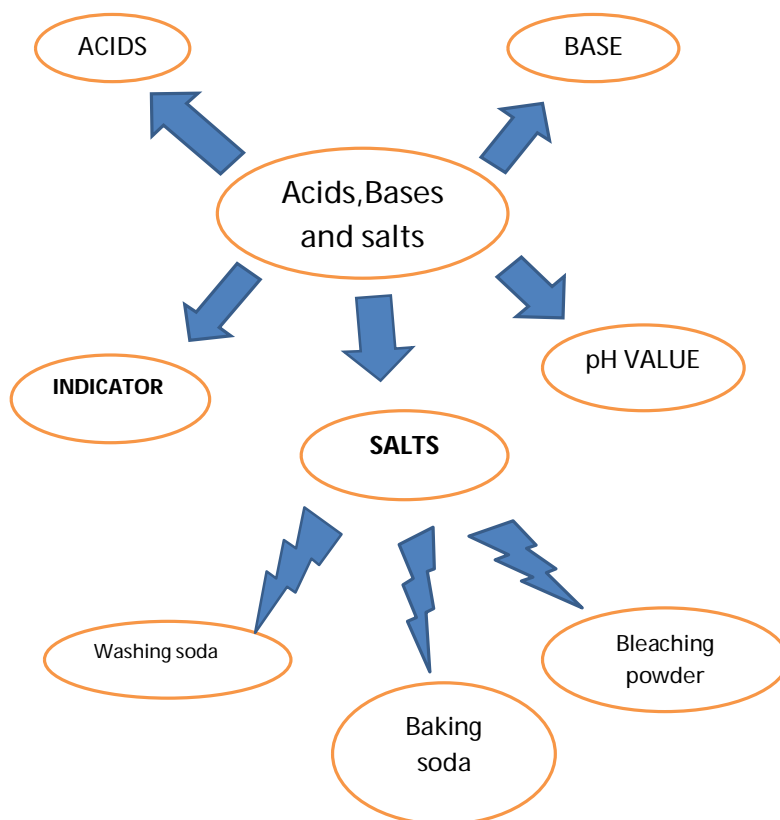 ACIDS
BASE
Acids,Bases
and salts
INDICATOR
pH VALUE
SALTS
Washing soda
Baking
soda
Bleaching
powder